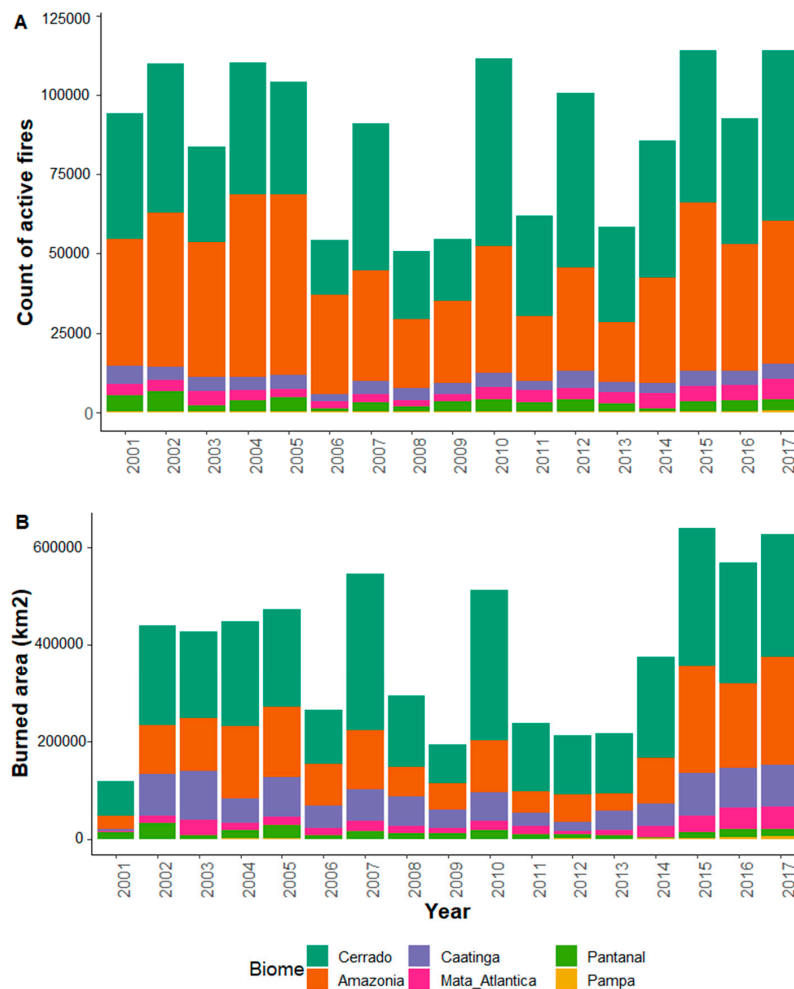 A
125000
100000
75000
50000
25000
0
Count of active fires
2001 2002 2003 2004 2005 2006 2007 2008 2009 2010 2011 2012 2013 2014 2015 2016 2017
B
600000
400000
200000
0
Burned area (km2)
2001 2002 2003 2004 2005 2006 2007 2008 2009 2010 2011 2012 2013 2014 2015 2016 2017
Year
Biome
Cerrado Caatinga Pantanal
Amazonia Mata_Atlantica Pampa